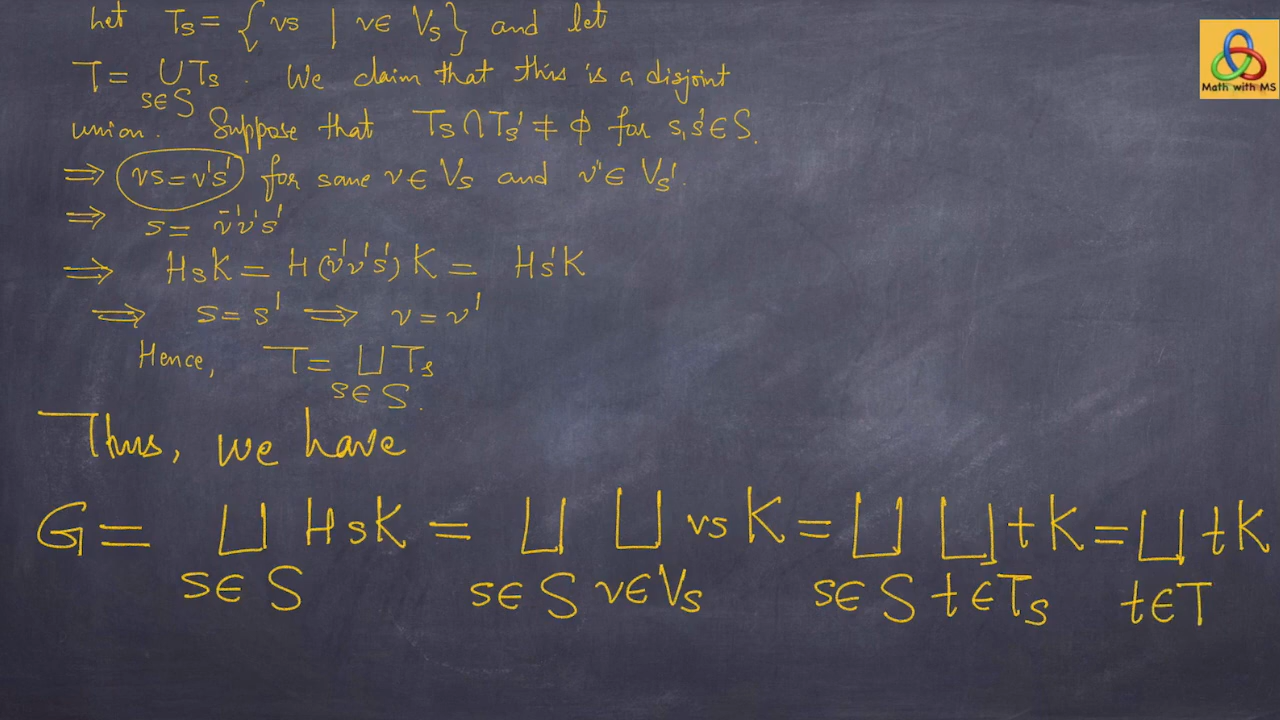 Let Ts = { vs | v∈ Vs } and let
T = ∪ Ts . We claim that this is a disjoint
s∈S
union. Suppose that Ts∩Ts' ≠ φ for s,s'∈S.
⇒ vs=v's' for some v∈Vs and v'∈Vs'.
⇒ s= v⁻¹v's'
⇒ HsK = H(v⁻¹v's')K = Hs'K
⇒ s=s' ⇒ v=v'
Hence, T= ⊔ Ts
s∈S.
Thus, we have
G = ⊔ HsK = ⊔ ⊔ vsK = ⊔ ⊔ tK = ⊔ tK
s∈S s∈S v∈Vs s∈S t∈Ts t∈T
Math with MS